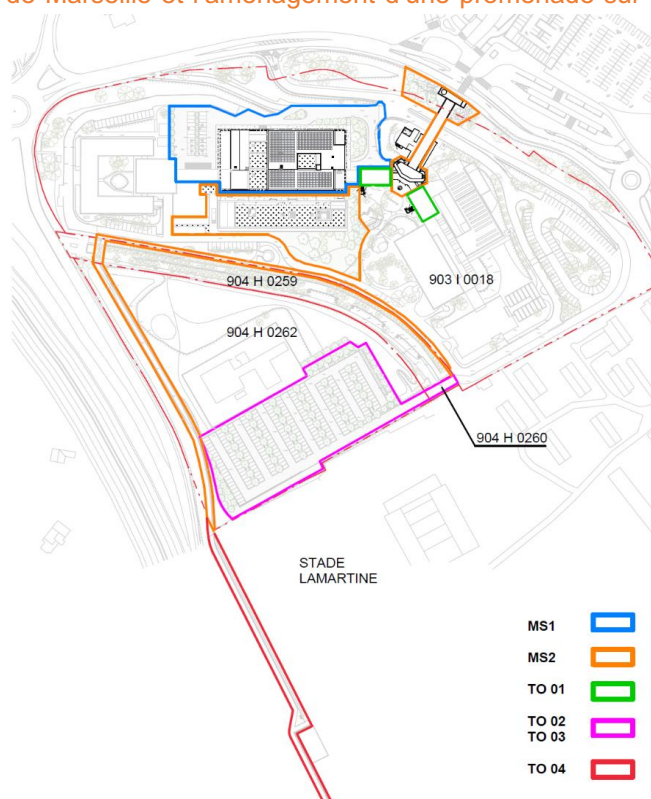 de Marseille et l'aménagement d'une promenade sur
904 H 0259
903 I 0018
904 H 0262
904 H 0260
STADE
LAMARTINE
MS1
MS2
TO 01
TO 02
TO 03
TO 04